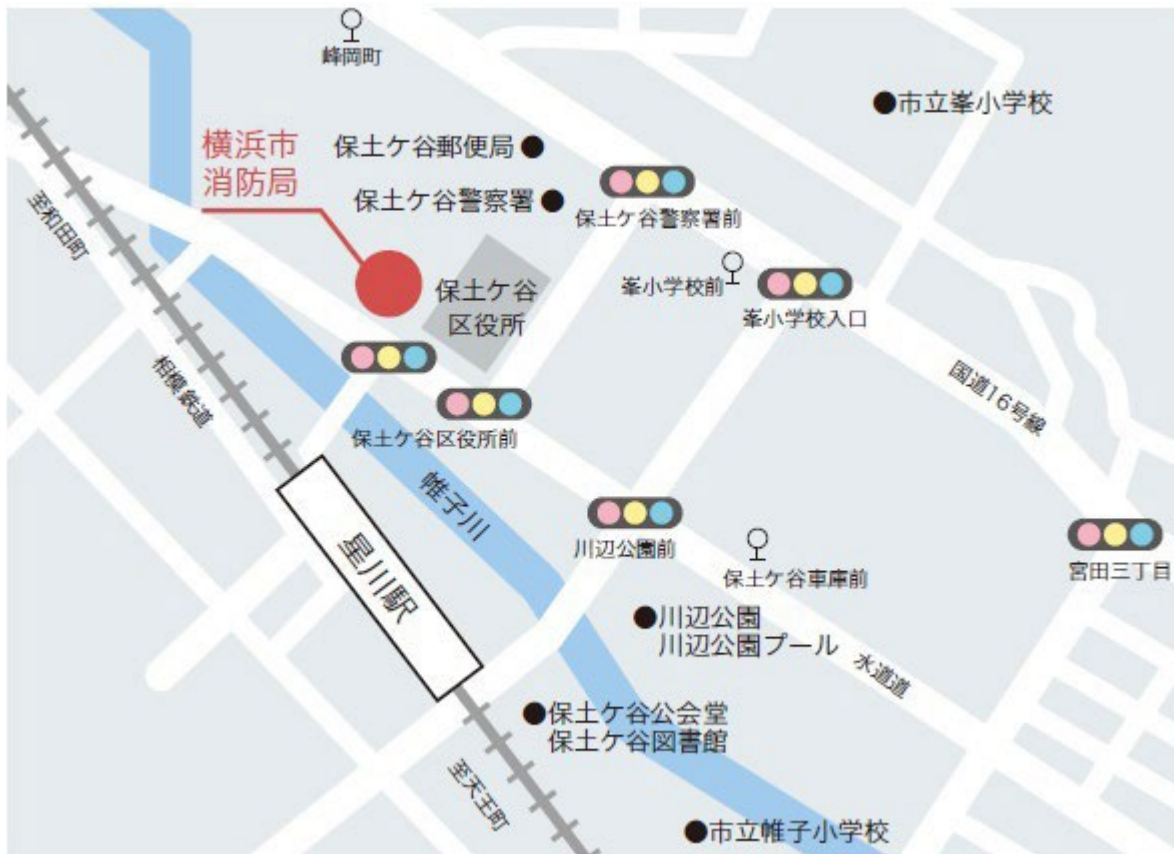 峰岡町
市立峯小学校
横浜市
消防局
保土ケ谷郵便局
保土ケ谷警察署
保土ケ谷警察署前
至和田町
峯小学校前
保土ケ谷
区役所
峯小学校入口
相模鉄道
国道16号線
保土ケ谷区役所前
帷子川
川辺公園前
星川駅
保土ケ谷車庫前
宮田三丁目
川辺公園
川辺公園プール
水道道
保土ケ谷公会堂
保土ケ谷図書館
至天王町
市立帷子小学校